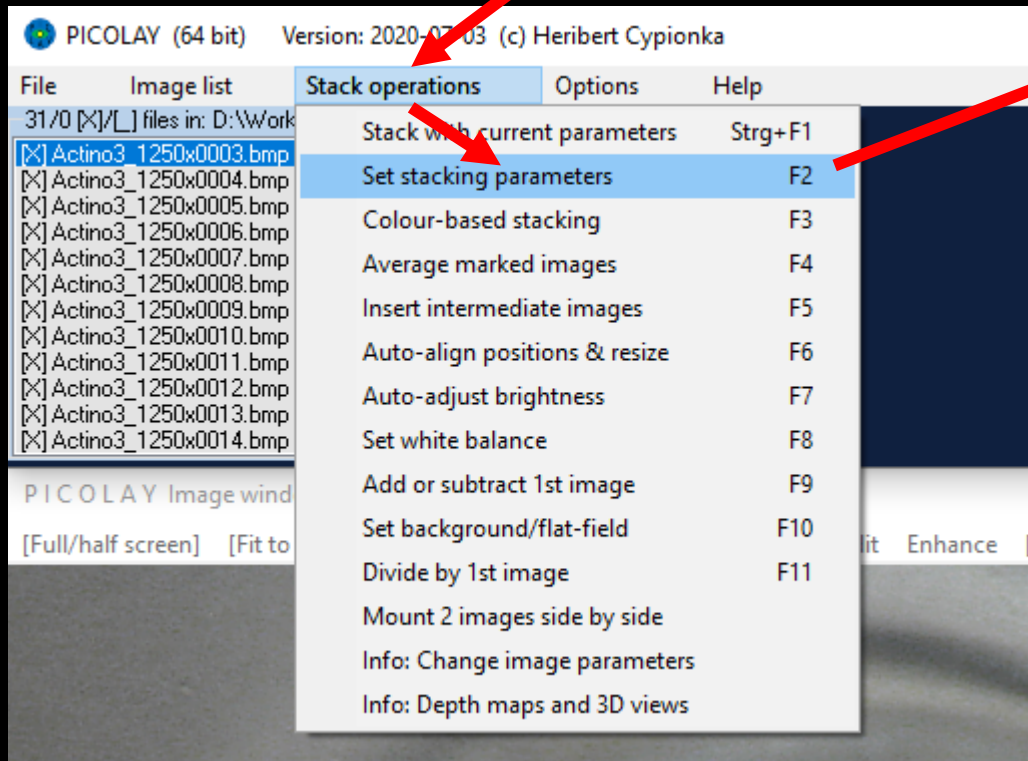 PICOLAY (64 bit) Version: 2020-07-03 (c) Heribert Cypionka
File Image list Stack operations Options Help
31/0 [X]/[_] files in: D:\Work
[X] Actino3_1250x0003.bmp
[X] Actino3_1250x0004.bmp
[X] Actino3_1250x0005.bmp
[X] Actino3_1250x0006.bmp
[X] Actino3_1250x0007.bmp
[X] Actino3_1250x0008.bmp
[X] Actino3_1250x0009.bmp
[X] Actino3_1250x0010.bmp
[X] Actino3_1250x0011.bmp
[X] Actino3_1250x0012.bmp
[X] Actino3_1250x0013.bmp
[X] Actino3_1250x0014.bmp
Stack with current parameters Strg+F1
Set stacking parameters F2
Colour-based stacking F3
Average marked images F4
Insert intermediate images F5
Auto-align positions & resize F6
Auto-adjust brightness F7
Set white balance F8
Add or subtract 1st image F9
Set background/flat-field F10
Divide by 1st image F11
Mount 2 images side by side
Info: Change image parameters
Info: Depth maps and 3D views
P I C O L A Y Image wind
[Full/half screen] [Fit to it Enhance [